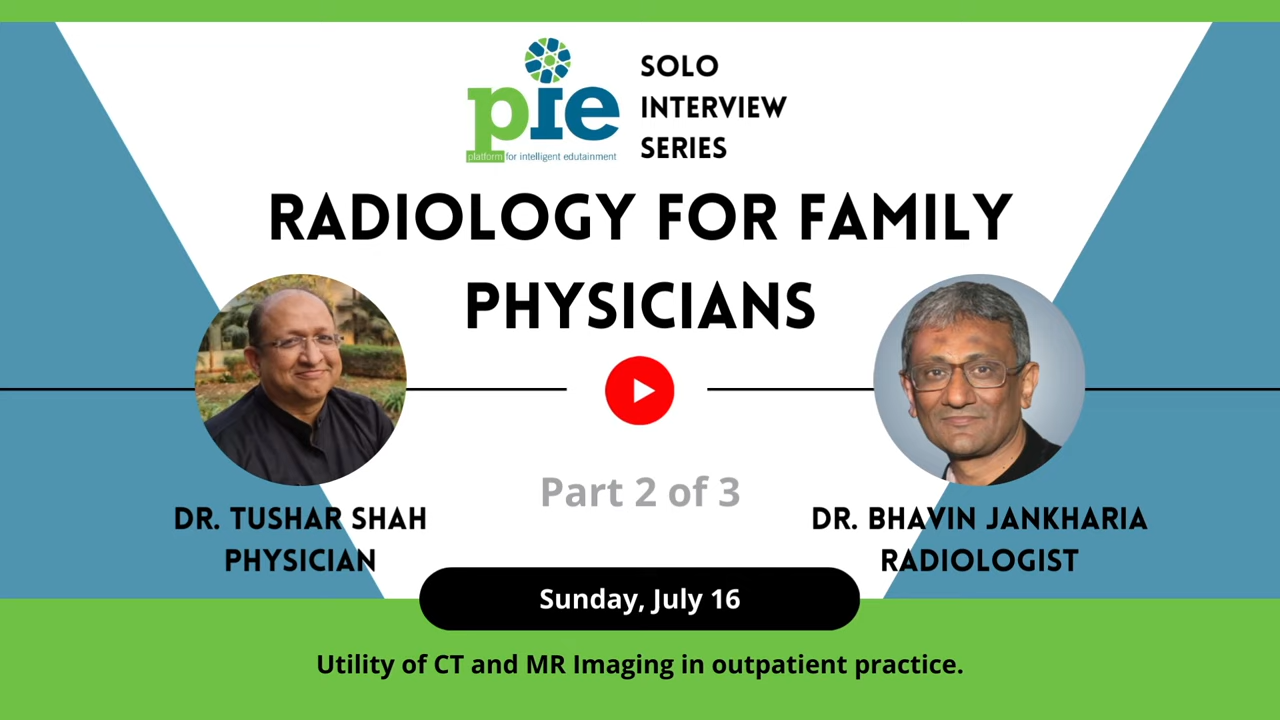 pie
platform for intelligent edutainment
SOLO
INTERVIEW
SERIES
RADIOLOGY FOR FAMILY
PHYSICIANS
Part 2 of 3
DR. TUSHAR SHAH
PHYSICIAN
DR. BHAVIN JANKHARIA
RADIOLOGIST
Sunday, July 16
Utility of CT and MR Imaging in outpatient practice.